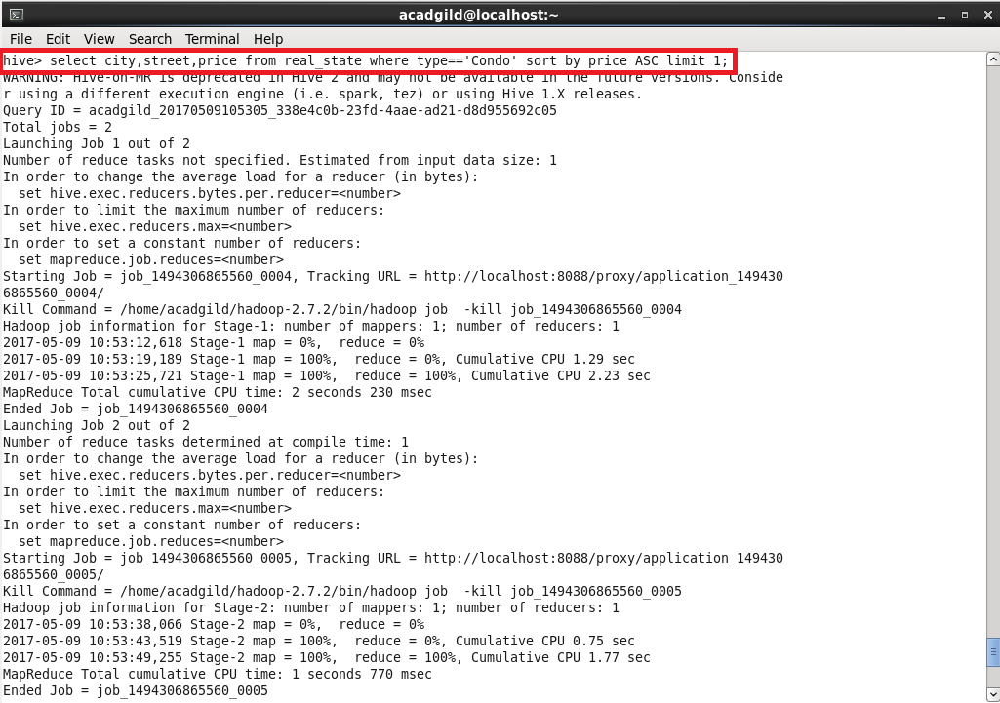 acadgild@localhost:~
File Edit View Search Terminal Help
hive> select city,street,price from real_state where type=='Condo' sort by price ASC limit 1;
WARNING: Hive-on-MR is deprecated in Hive 2 and may not be available in the future versions. Conside
r using a different execution engine (i.e. spark, tez) or using Hive 1.X releases.
Query ID = acadgild_20170509105305_338e4c0b-23fd-4aae-ad21-d8d955692c05
Total jobs = 2
Launching Job 1 out of 2
Number of reduce tasks not specified. Estimated from input data size: 1
In order to change the average load for a reducer (in bytes):
  set hive.exec.reducers.bytes.per.reducer=<number>
In order to limit the maximum number of reducers:
  set hive.exec.reducers.max=<number>
In order to set a constant number of reducers:
  set mapreduce.job.reduces=<number>
Starting Job = job_1494306865560_0004, Tracking URL = http://localhost:8088/proxy/application_149430
6865560_0004/
Kill Command = /home/acadgild/hadoop-2.7.2/bin/hadoop job  -kill job_1494306865560_0004
Hadoop job information for Stage-1: number of mappers: 1; number of reducers: 1
2017-05-09 10:53:12,618 Stage-1 map = 0%,  reduce = 0%
2017-05-09 10:53:19,189 Stage-1 map = 100%,  reduce = 0%, Cumulative CPU 1.29 sec
2017-05-09 10:53:25,721 Stage-1 map = 100%,  reduce = 100%, Cumulative CPU 2.23 sec
MapReduce Total cumulative CPU time: 2 seconds 230 msec
Ended Job = job_1494306865560_0004
Launching Job 2 out of 2
Number of reduce tasks determined at compile time: 1
In order to change the average load for a reducer (in bytes):
  set hive.exec.reducers.bytes.per.reducer=<number>
In order to limit the maximum number of reducers:
  set hive.exec.reducers.max=<number>
In order to set a constant number of reducers:
  set mapreduce.job.reduces=<number>
Starting Job = job_1494306865560_0005, Tracking URL = http://localhost:8088/proxy/application_149430
6865560_0005/
Kill Command = /home/acadgild/hadoop-2.7.2/bin/hadoop job  -kill job_1494306865560_0005
Hadoop job information for Stage-2: number of mappers: 1; number of reducers: 1
2017-05-09 10:53:38,066 Stage-2 map = 0%,  reduce = 0%
2017-05-09 10:53:43,519 Stage-2 map = 100%,  reduce = 0%, Cumulative CPU 0.75 sec
2017-05-09 10:53:49,255 Stage-2 map = 100%,  reduce = 100%, Cumulative CPU 1.77 sec
MapReduce Total cumulative CPU time: 1 seconds 770 msec
Ended Job = job_1494306865560_0005